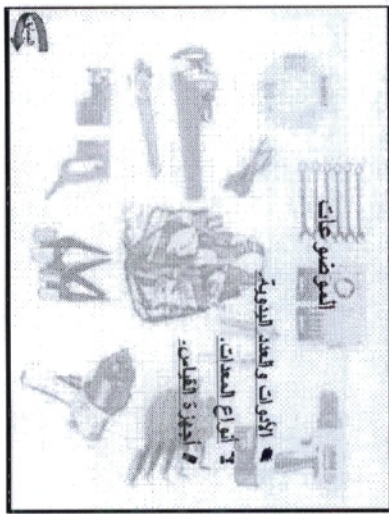 الموضوعات
الأدوات والعدد اليدوية.
أنواع المعدات.
أجهزة القياس.